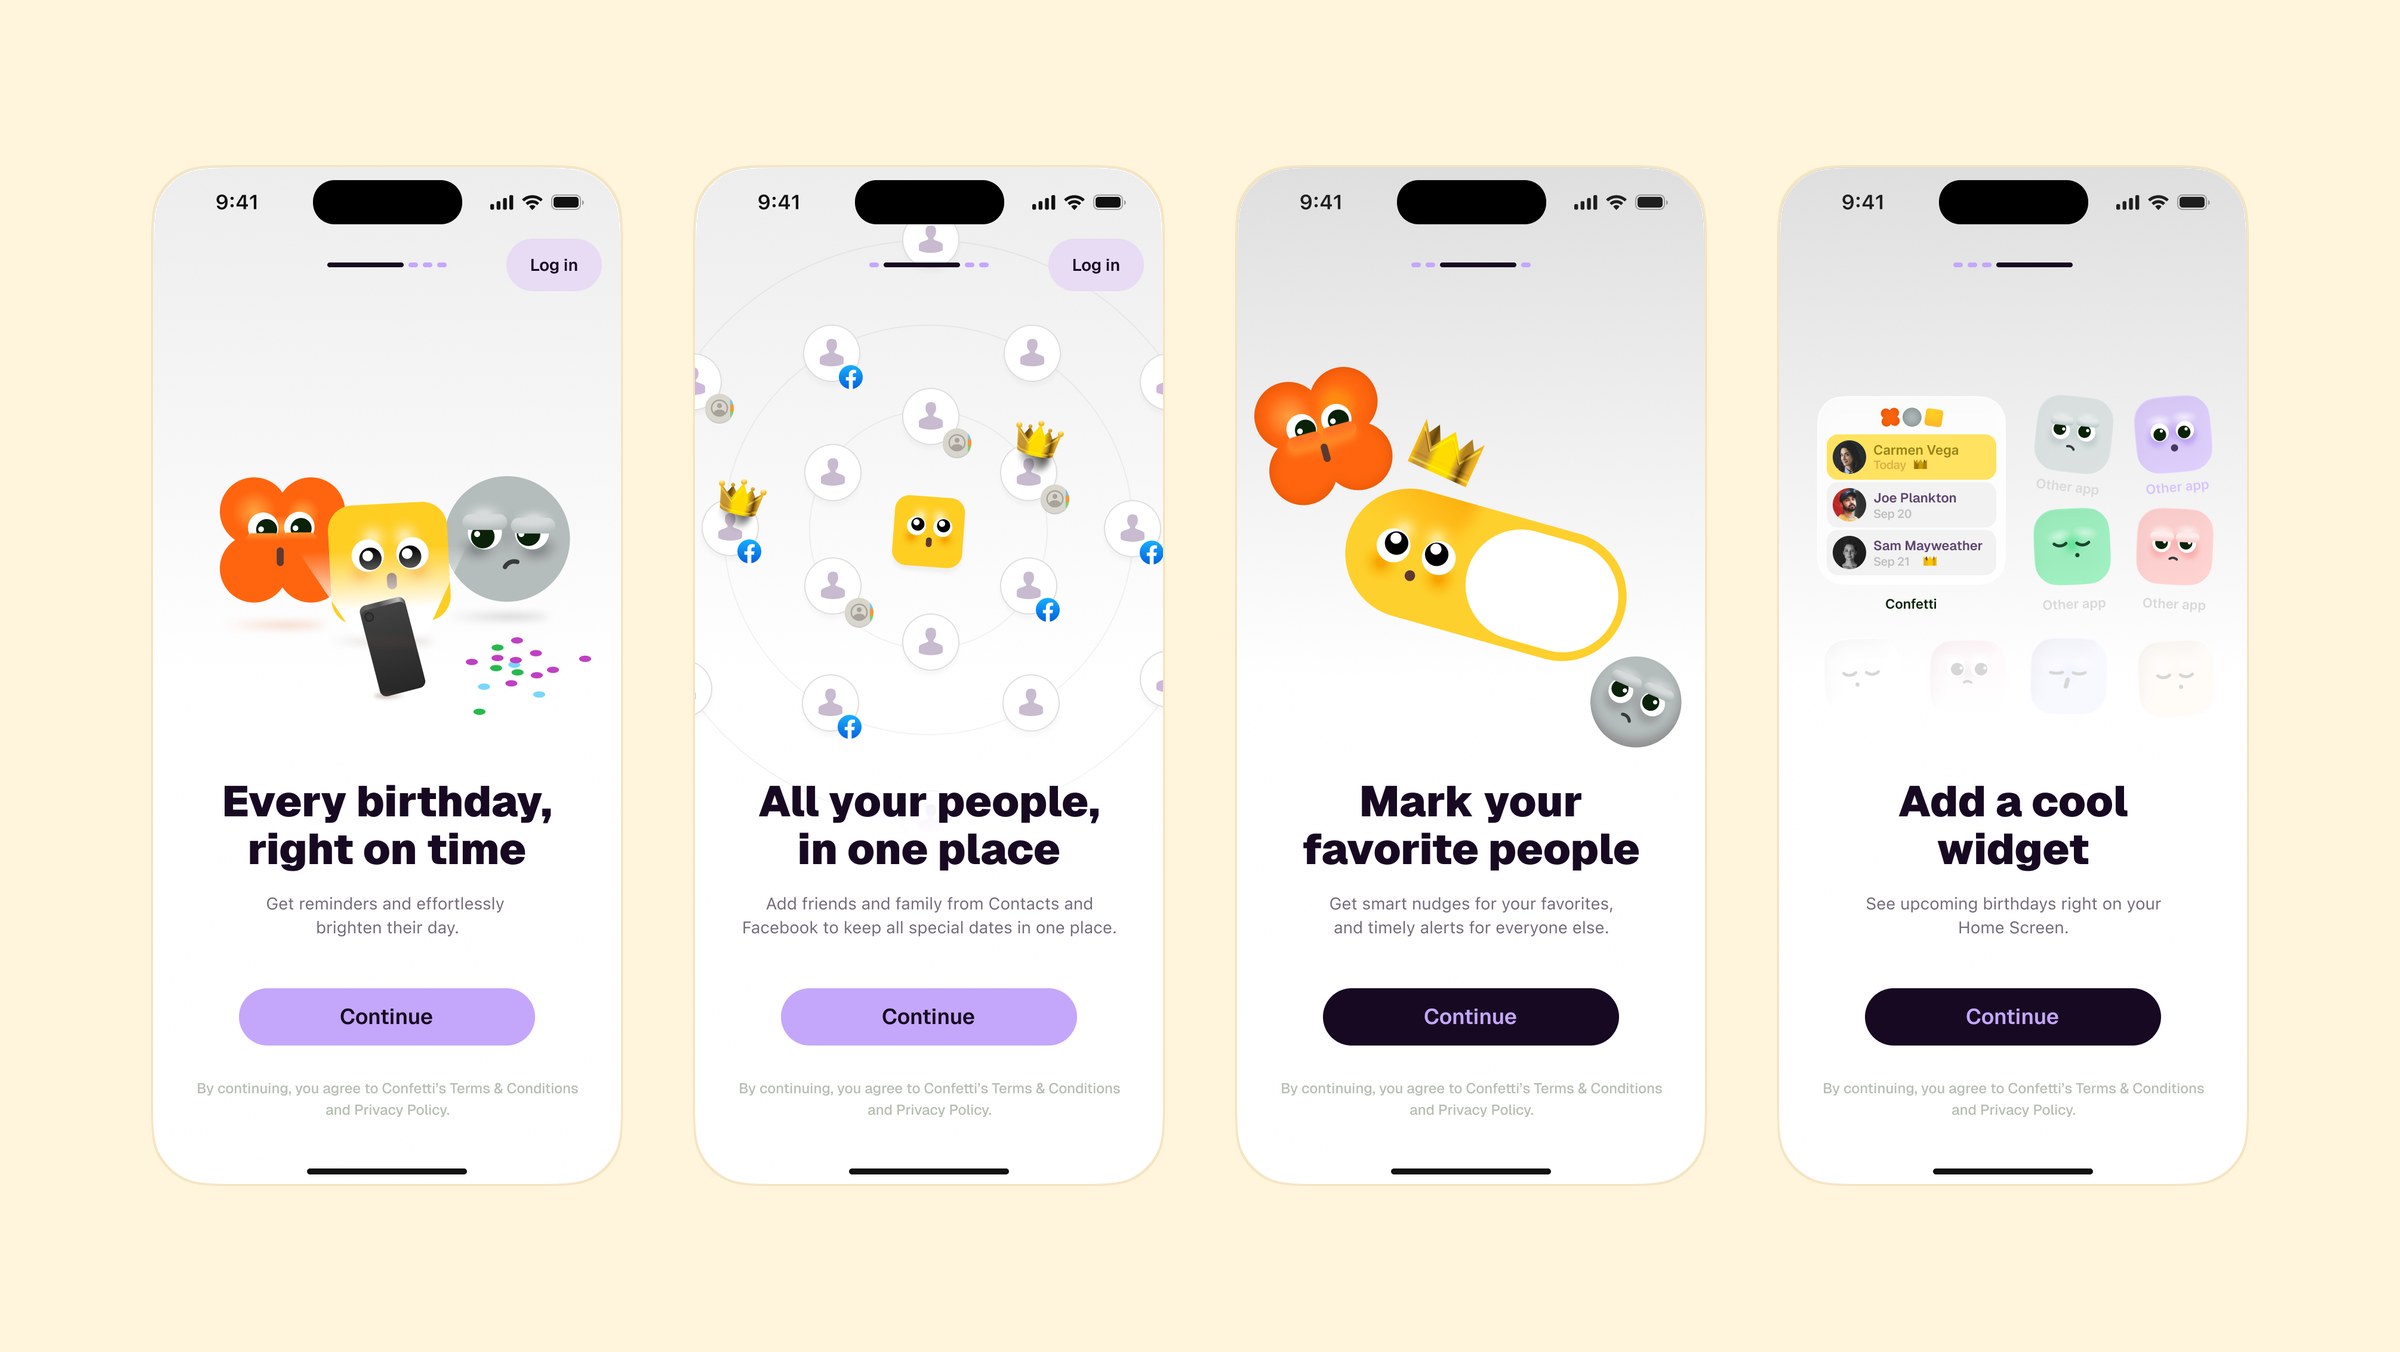 9:41
Log in
Every birthday,
right on time
Get reminders and effortlessly
brighten their day.
Continue
By continuing, you agree to Confetti's Terms & Conditions
and Privacy Policy.
9:41
Log in
All your people,
in one place
Add friends and family from Contacts and
Facebook to keep all special dates in one place.
Continue
By continuing, you agree to Confetti's Terms & Conditions
and Privacy Policy.
9:41
Mark your
favorite people
Get smart nudges for your favorites,
and timely alerts for everyone else.
Continue
By continuing, you agree to Confetti's Terms & Conditions
and Privacy Policy.
9:41
Carmen Vega
Today
Joe Plankton
Sep 20
Sam Mayweather
Sep 21
Confetti
Other app
Other app
Other app
Other app
Add a cool
widget
See upcoming birthdays right on your
Home Screen.
Continue
By continuing, you agree to Confetti's Terms & Conditions
and Privacy Policy.